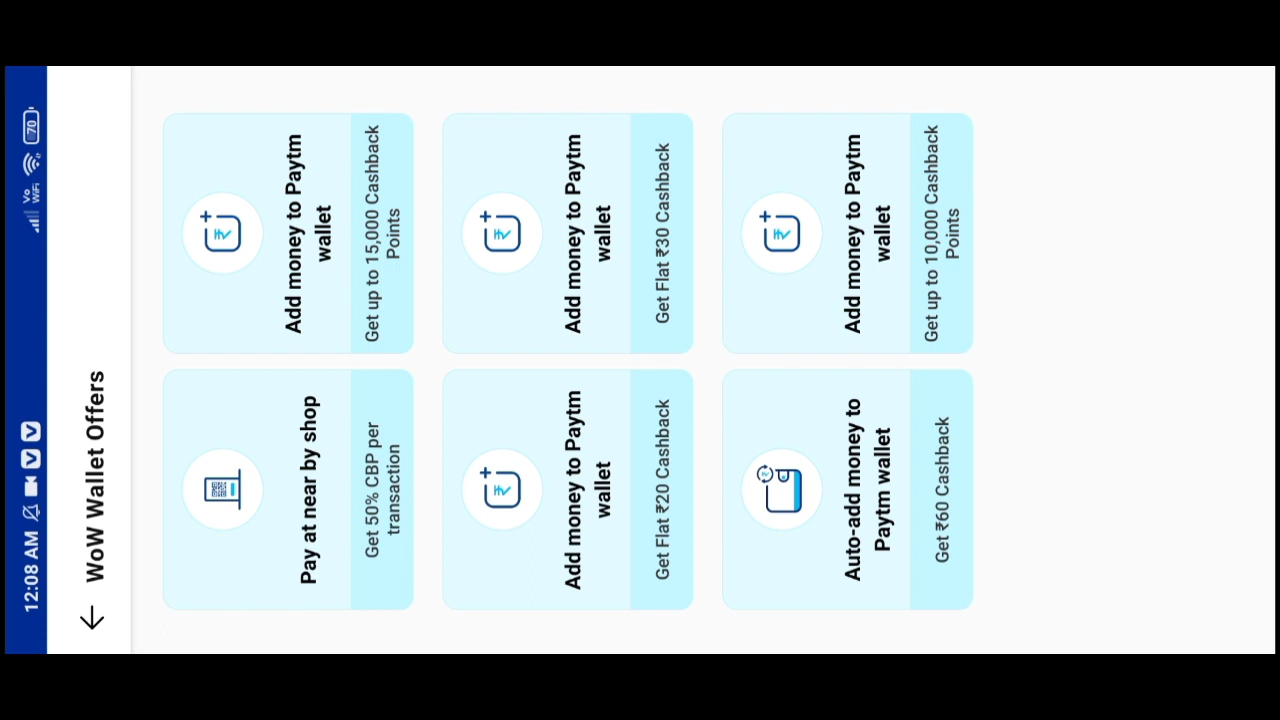 12:08 AM
Vo
WiFi
70
WoW Wallet Offers
Pay at near by shop
Get 50% CBP per
transaction
Add money to Paytm
wallet
Get up to 15,000 Cashback
Points
Add money to Paytm
wallet
Get Flat ₹20 Cashback
Add money to Paytm
wallet
Get Flat ₹30 Cashback
Auto-add money to
Paytm wallet
Get ₹60 Cashback
Add money to Paytm
wallet
Get up to 10,000 Cashback
Points